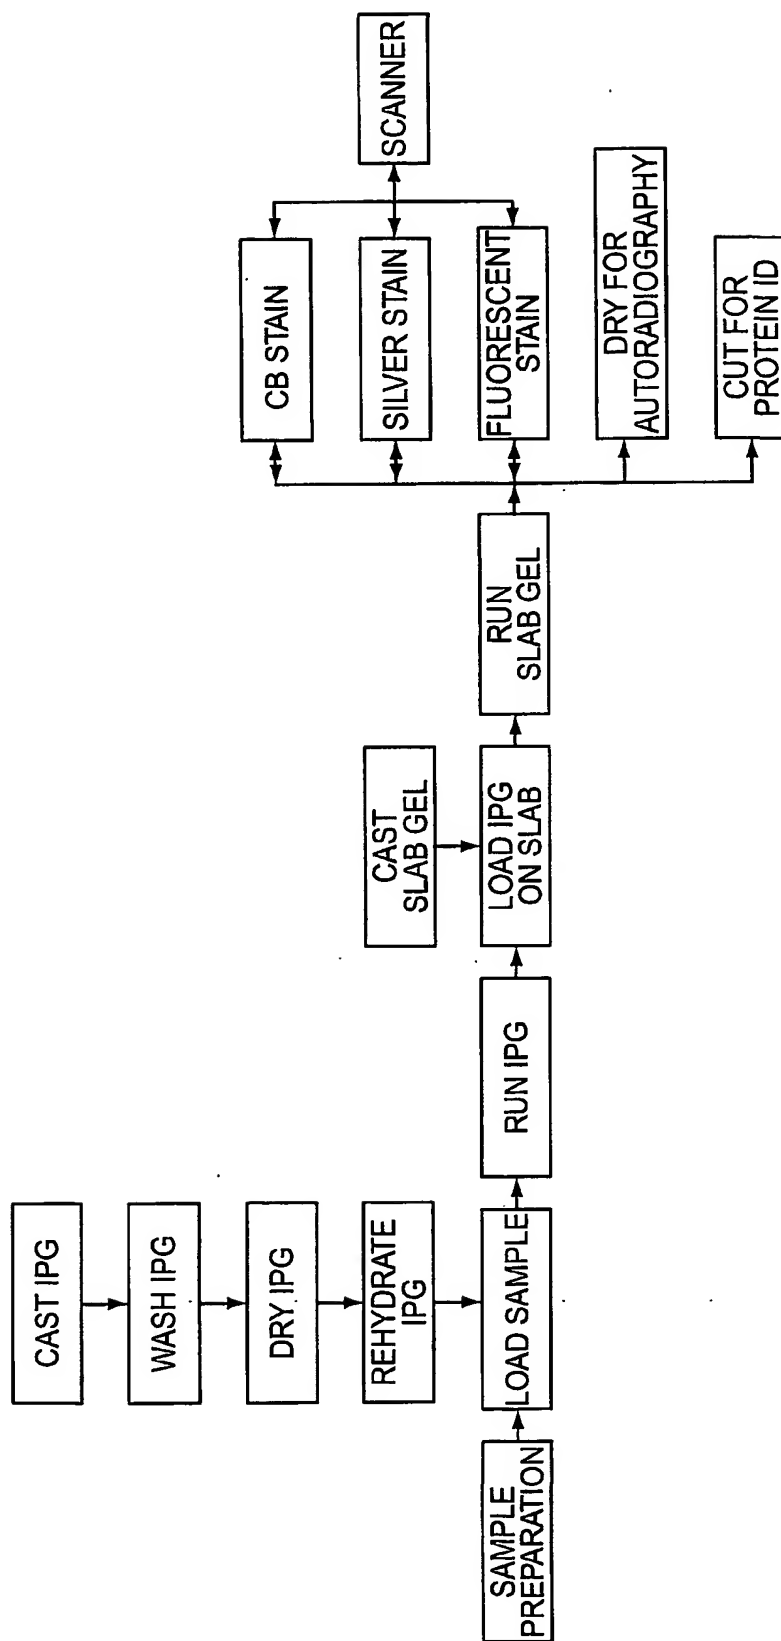 CAST IPG
WASH IPG
DRY IPG
REHYDRATE
IPG
SAMPLE
PREPARATION
LOAD SAMPLE
RUN IPG
CAST
SLAB GEL
LOAD IPG
ON SLAB
RUN
SLAB GEL
CB STAIN
SILVER STAIN
FLUORESCENT
STAIN
DRY FOR
AUTORADIOGRAPHY
CUT FOR
PROTEIN ID
SCANNER